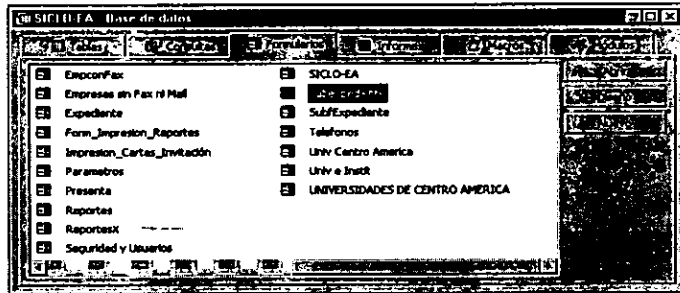 SICLO-EA : Base de datos
Tablas Consultas Formularios Informes Macros Módulos
EmpconFax
Empresas sin Fax ni Mail
Expediente
Form_Impresion_Reportes
Impresion_Cartas_Invitación
Parametros
Presenta
Reportes
ReportesX
Seguridad y Usuarios
SICLO-EA
SubfExpediente
Telefonos
Univ Centro America
Univ e Instit
UNIVERSIDADES DE CENTRO AMERICA